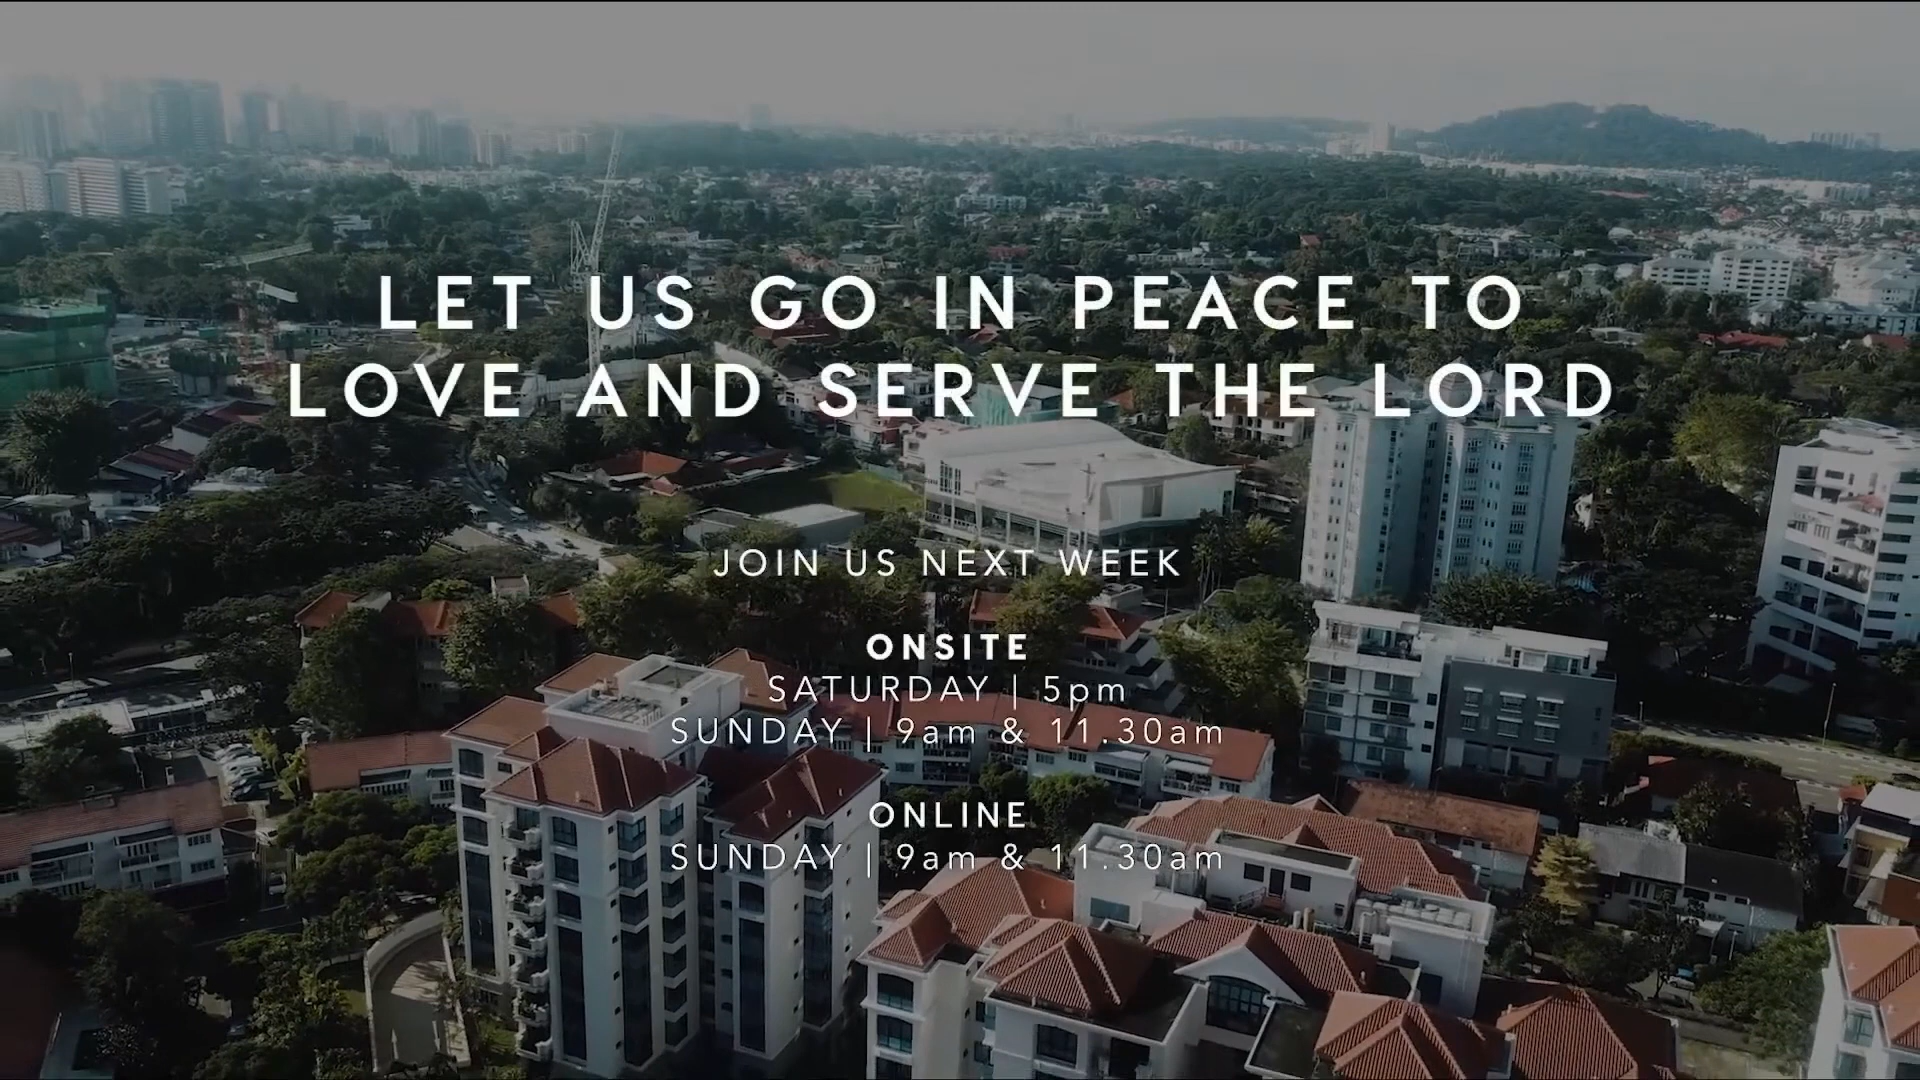 LET US GO IN PEACE TO
LOVE AND SERVE THE LORD
JOIN US NEXT WEEK
ONSITE
SATURDAY | 5pm
SUNDAY | 9am & 11.30am
ONLINE
SUNDAY | 9am & 11.30am